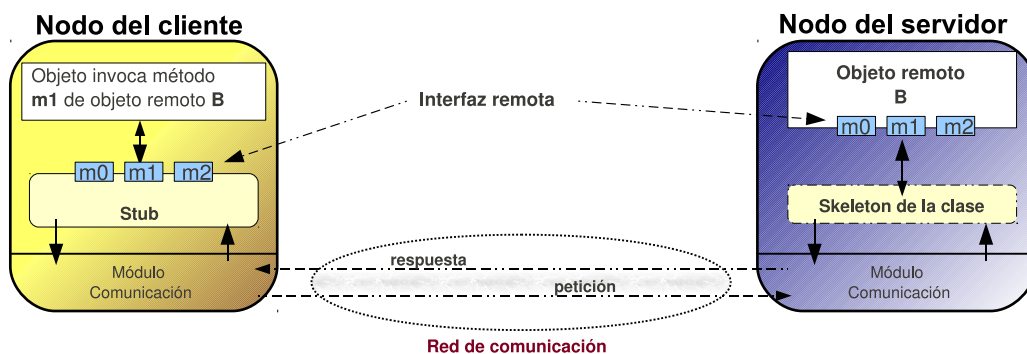 Nodo del cliente
Objeto invoca método
m1 de objeto remoto B
m0 m1 m2
Stub
Módulo
Comunicación
Interfaz remota
respuesta
petición
Red de comunicación
Nodo del servidor
Objeto remoto
B
m0 m1 m2
Skeleton de la clase
Módulo
Comunicación